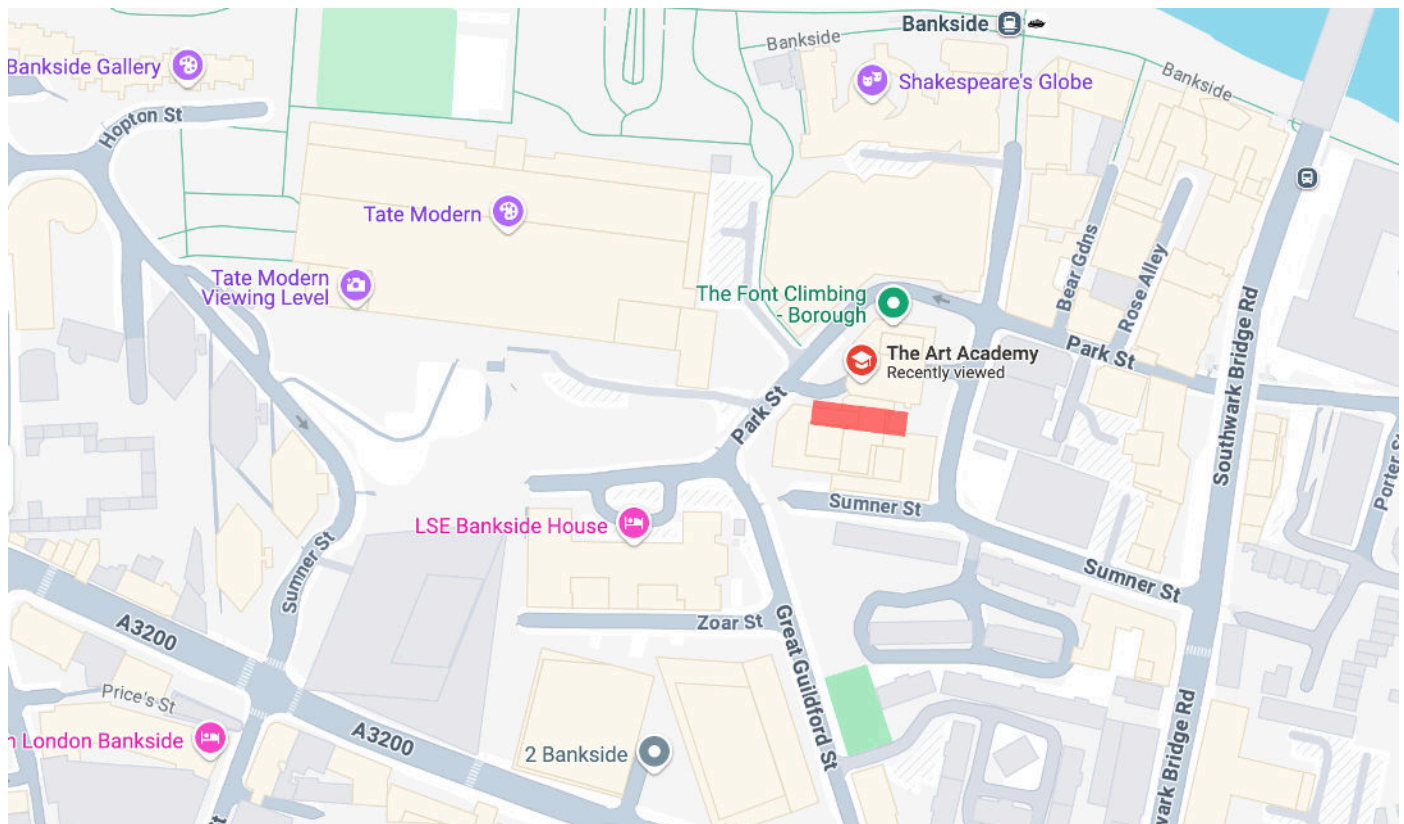 Bankside
Bankside
Bankside Gallery
Shakespeare's Globe
Bankside
Hopton St
Tate Modern
Tate Modern
Viewing Level
Bear Gdns
Rose Alley
The Font Climbing
- Borough
Park St
The Art Academy
Recently viewed
Southwark Bridge Rd
Park St
Porter St
Sumner St
LSE Bankside House
Sumner St
Sumner St
A3200
Zoar St
Great Guildford St
Price's St
n London Bankside
A3200
2 Bankside
wark Bridge Rd